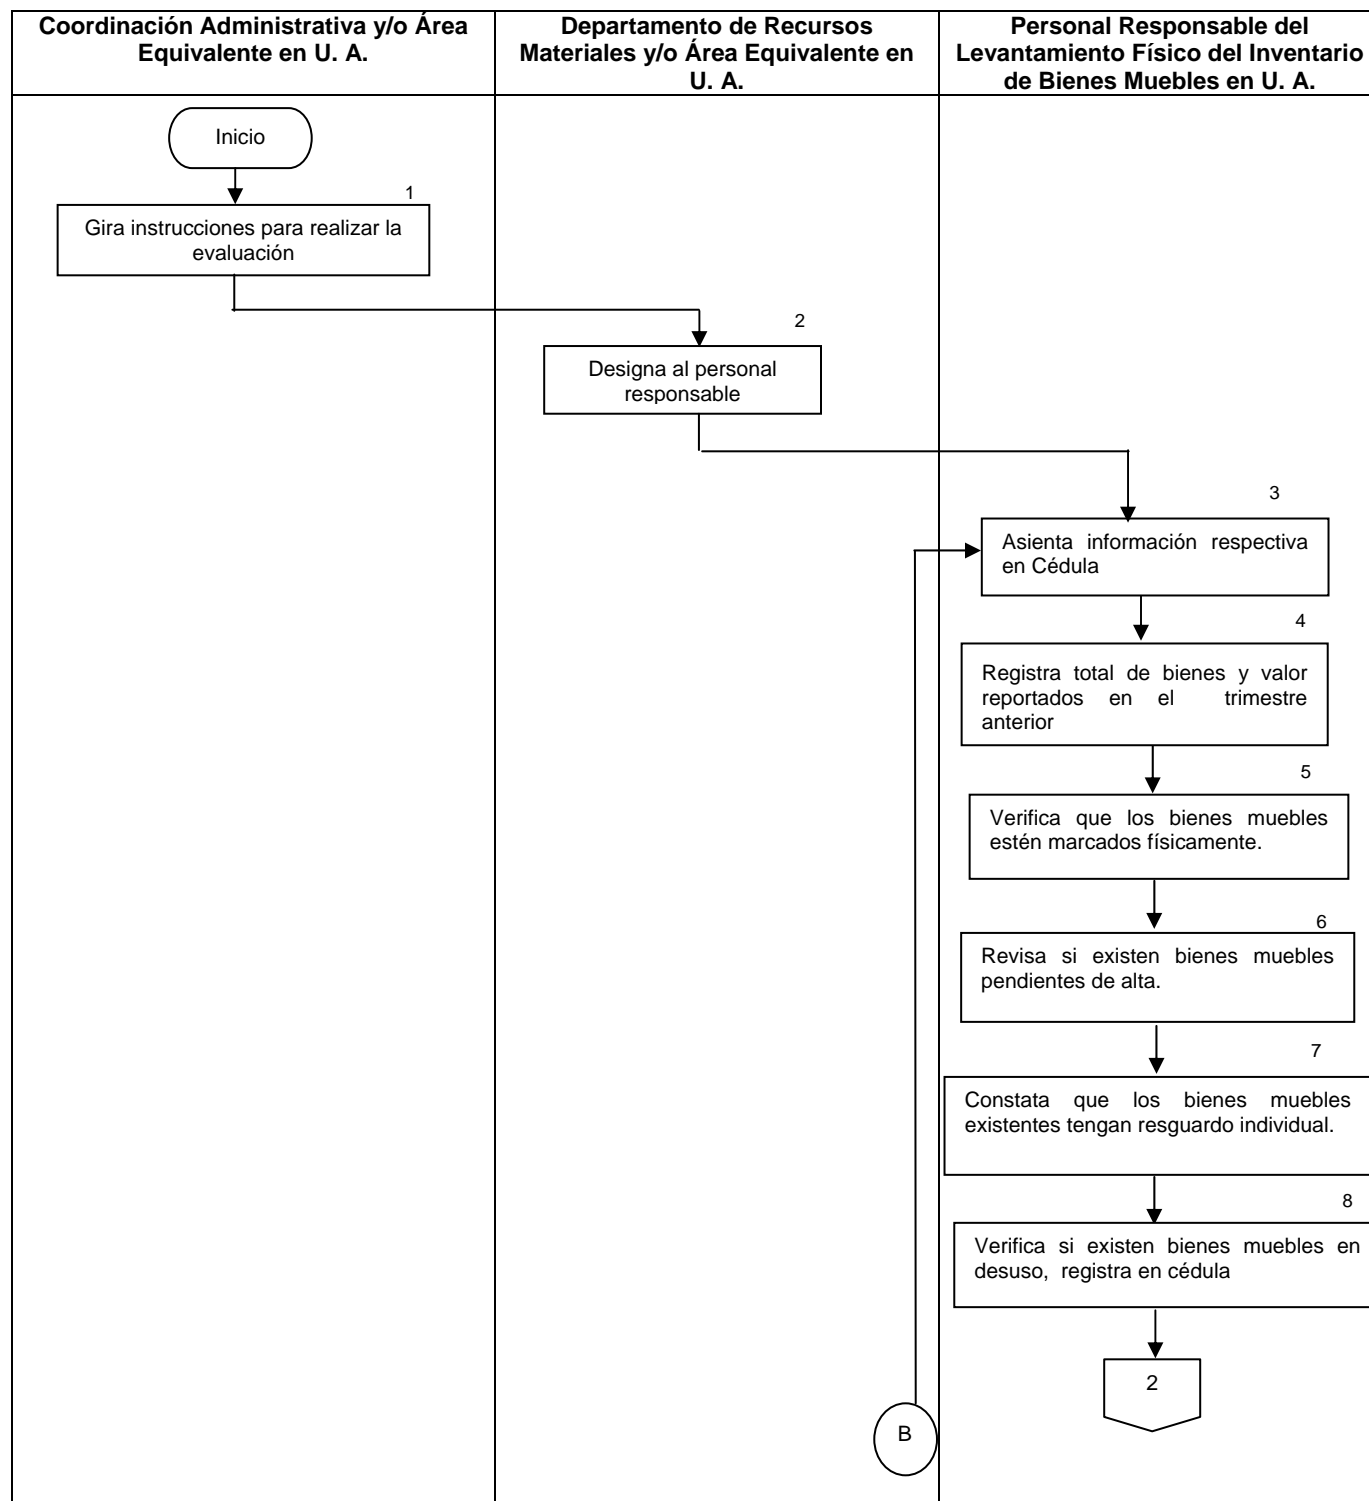 Coordinación Administrativa y/o Área
Equivalente en U. A.
Departamento de Recursos
Materiales y/o Área Equivalente en
U. A.
Personal Responsable del
Levantamiento Físico del Inventario
de Bienes Muebles en U. A.
Inicio
1
Gira instrucciones para realizar la
evaluación
2
Designa al personal
responsable
3
Asienta información respectiva
en Cédula
4
Registra total de bienes y valor
reportados en el trimestre
anterior
5
Verifica que los bienes muebles
estén marcados físicamente.
6
Revisa si existen bienes muebles
pendientes de alta.
7
Constata que los bienes muebles
existentes tengan resguardo individual.
8
Verifica si existen bienes muebles en
desuso, registra en cédula
2
B